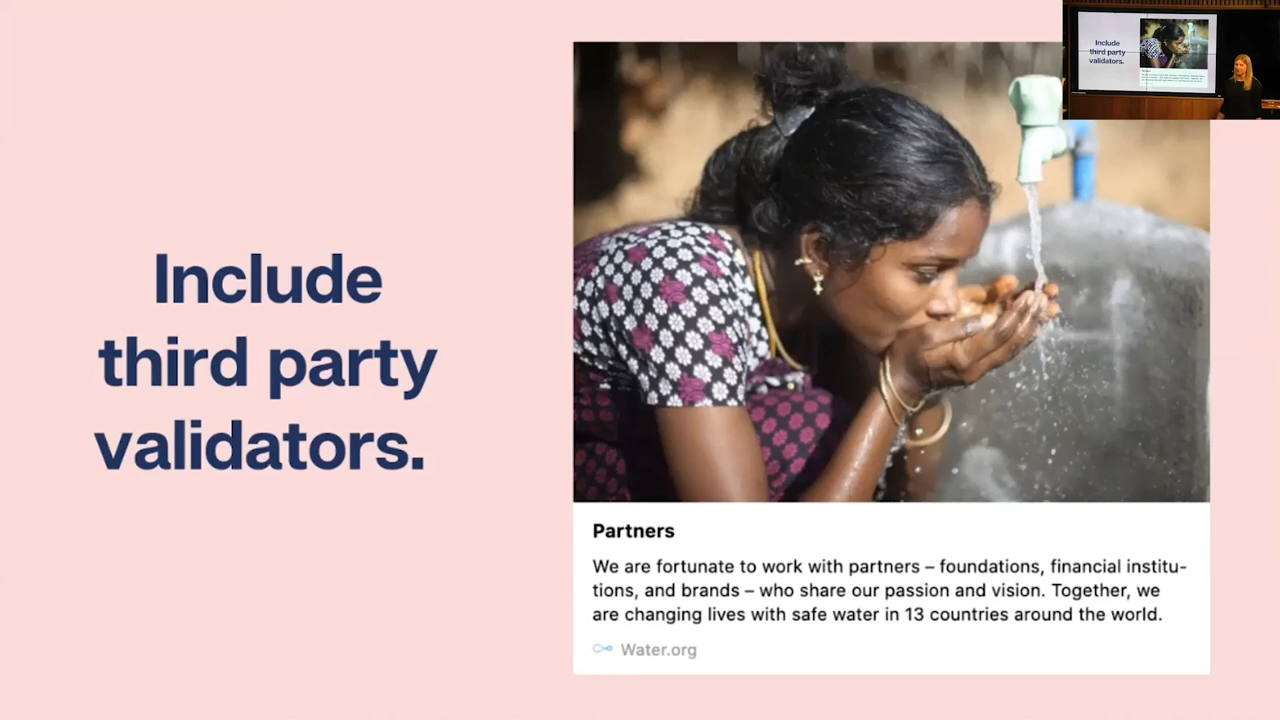 Include
third party
validators.
Partners
We are fortunate to work with partners – foundations, financial institu-
tions, and brands – who share our passion and vision. Together, we
are changing lives with safe water in 13 countries around the world.
Water.org
Include
third party
validators.